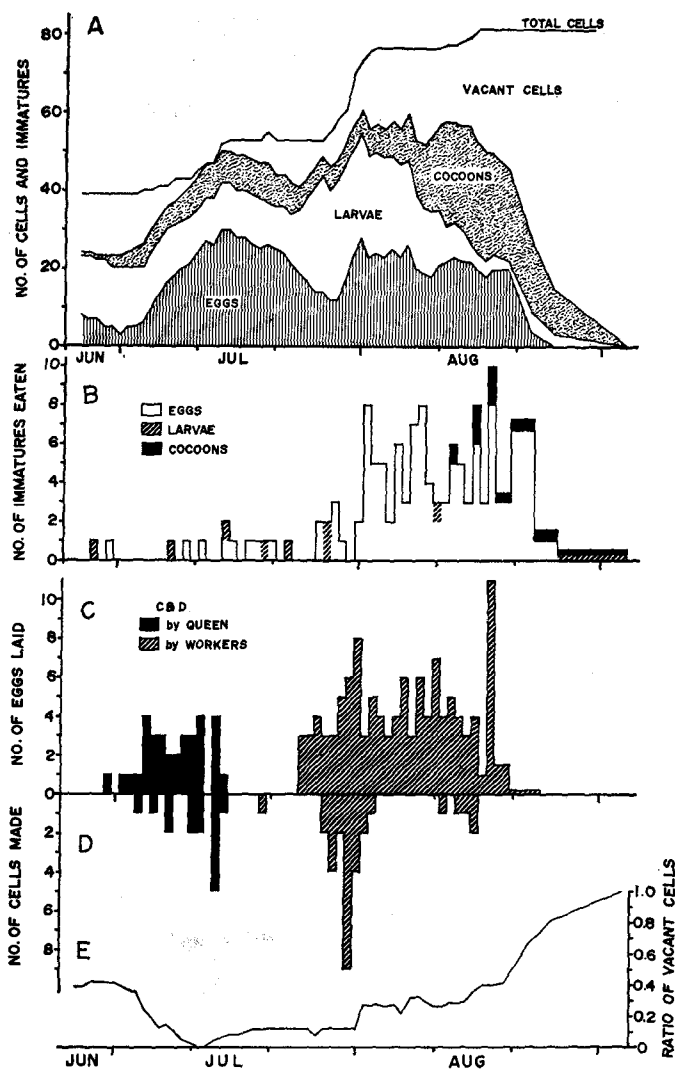 A
TOTAL CELLS
VACANT CELLS
COCOONS
LARVAE
EGGS
NO. OF CELLS AND IMMATURES
80
60
40
20
0
JUN JUL AUG
B
EGGS
LARVAE
COCOONS
NO. OF IMMATURES EATEN
10
8
6
4
2
0
C
C&D
by QUEEN
by WORKERS
NO. OF EGGS LAID
10
8
6
4
2
0
D
NO. OF CELLS MADE
2
4
6
8
E
RATIO OF VACANT CELLS
1.0
0.8
0.6
0.4
0.2
0
JUN JUL AUG